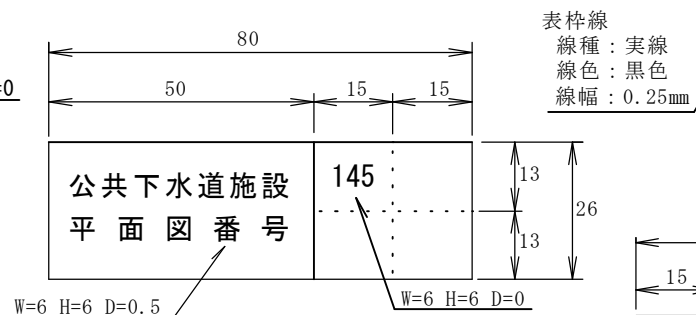 表枠線
線種：実線
線色：黒色
線幅：0.25mm
80
=0
50
15
15
公共下水道施設
平面図番号
145
13
13
26
15
W=6 H=6 D=0.5
W=6 H=6 D=0